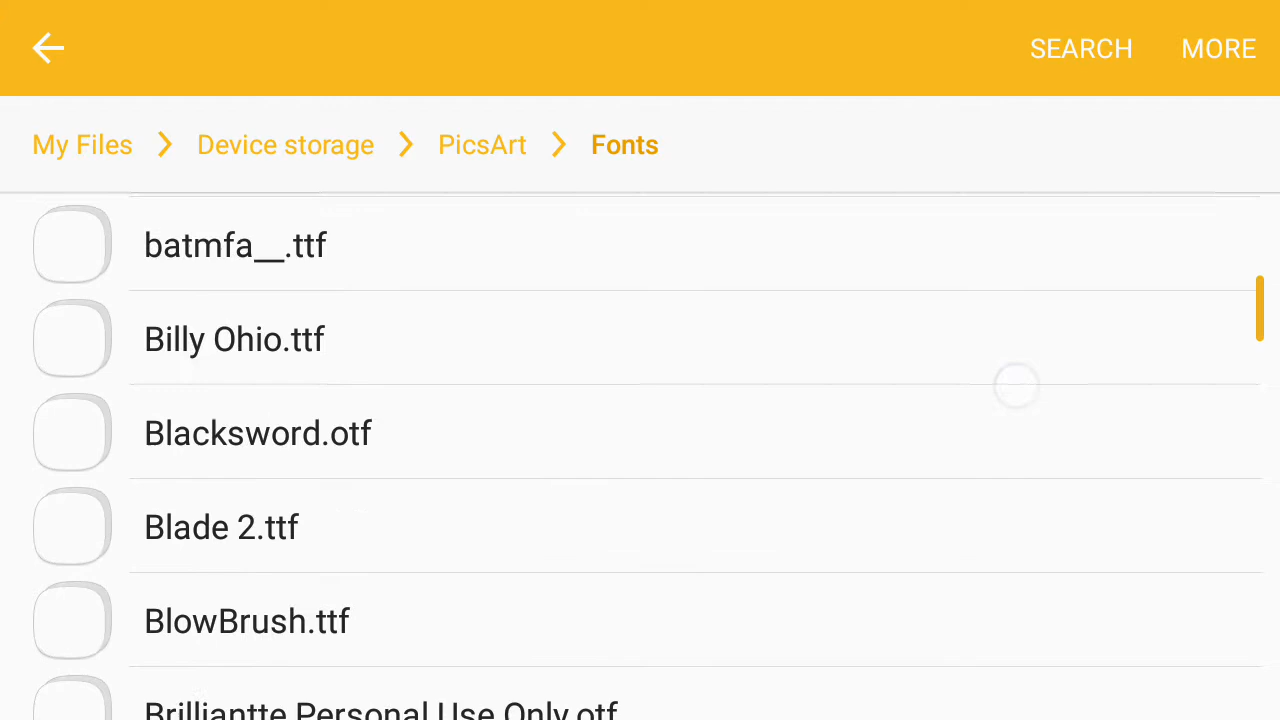 SEARCH MORE
My Files Device storage PicsArt Fonts
batmfa__.ttf
Billy Ohio.ttf
Blacksword.otf
Blade 2.ttf
BlowBrush.ttf
Brilliantte Personal Use Only.otf